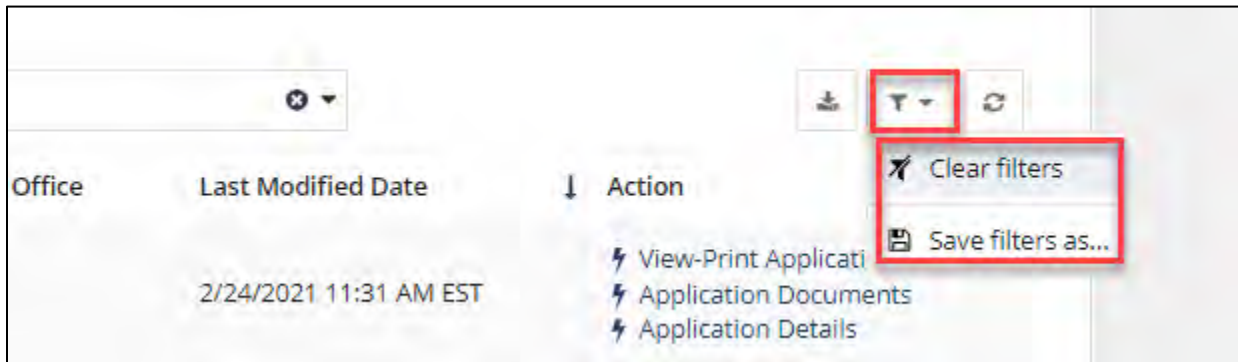 Clear filters
Office Last Modified Date Action
Save filters as...
View-Print Applicati
2/24/2021 11:31 AM EST Application Documents
Application Details